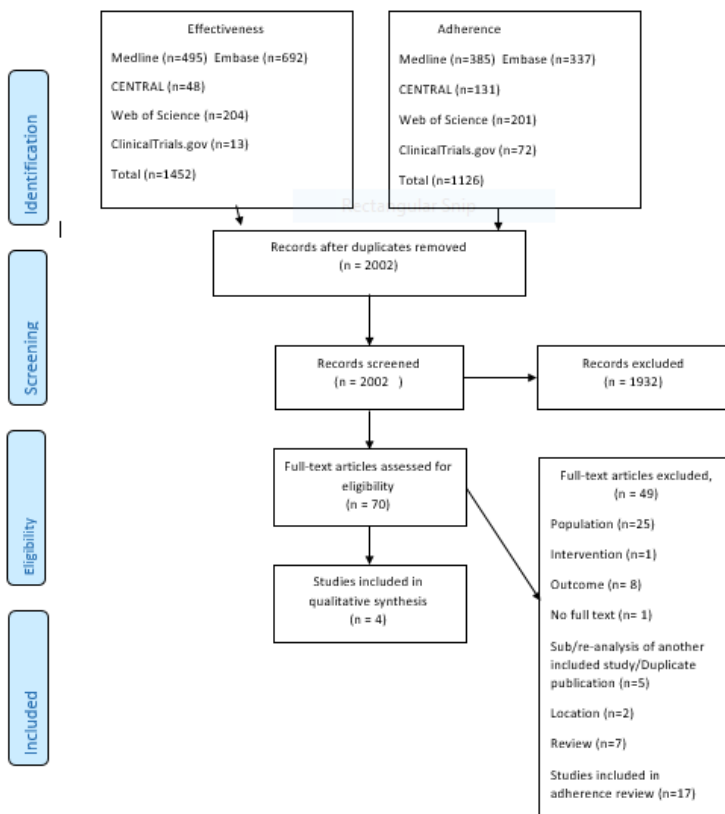 Effectiveness
Medline (n=495) Embase (n=692)
CENTRAL (n=48)
Web of Science (n=204)
ClinicalTrials.gov (n=13)
Total (n=1452)
Adherence
Medline (n=385) Embase (n=337)
CENTRAL (n=131)
Web of Science (n=201)
ClinicalTrials.gov (n=72)
Total (n=1126)
Rectangular Snip
Identification
Records after duplicates removed
(n = 2002)
Screening
Records screened
(n = 2002 )
Records excluded
(n = 1932)
Eligibility
Full-text articles assessed for
eligibility
(n = 70)
Full-text articles excluded,
(n = 49)
Population (n=25)
Intervention (n=1)
Outcome (n= 8)
No full text (n= 1)
Sub/re-analysis of another
included study/Duplicate
publication (n=5)
Location (n=2)
Review (n=7)
Studies included in
adherence review (n=17)
Studies included in
qualitative synthesis
(n = 4)
Included